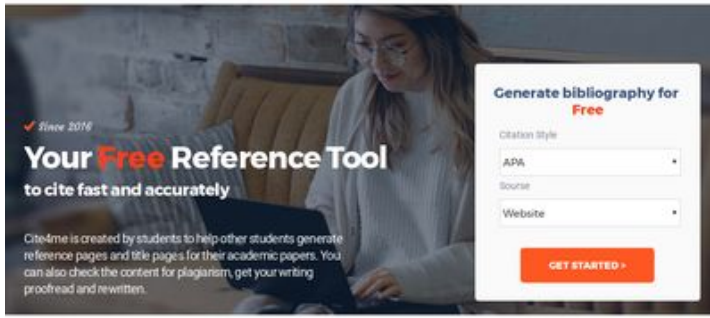 Since 2016
Your Free Reference Tool
to cite fast and accurately
Cite4me is created by students to help other students generate
reference pages and title pages for their academic papers. You
can also check the content for plagiarism, get your writing
proofread and rewritten.
Generate bibliography for
Free
Citation Style
APA
Sourse
Website
GET STARTED >